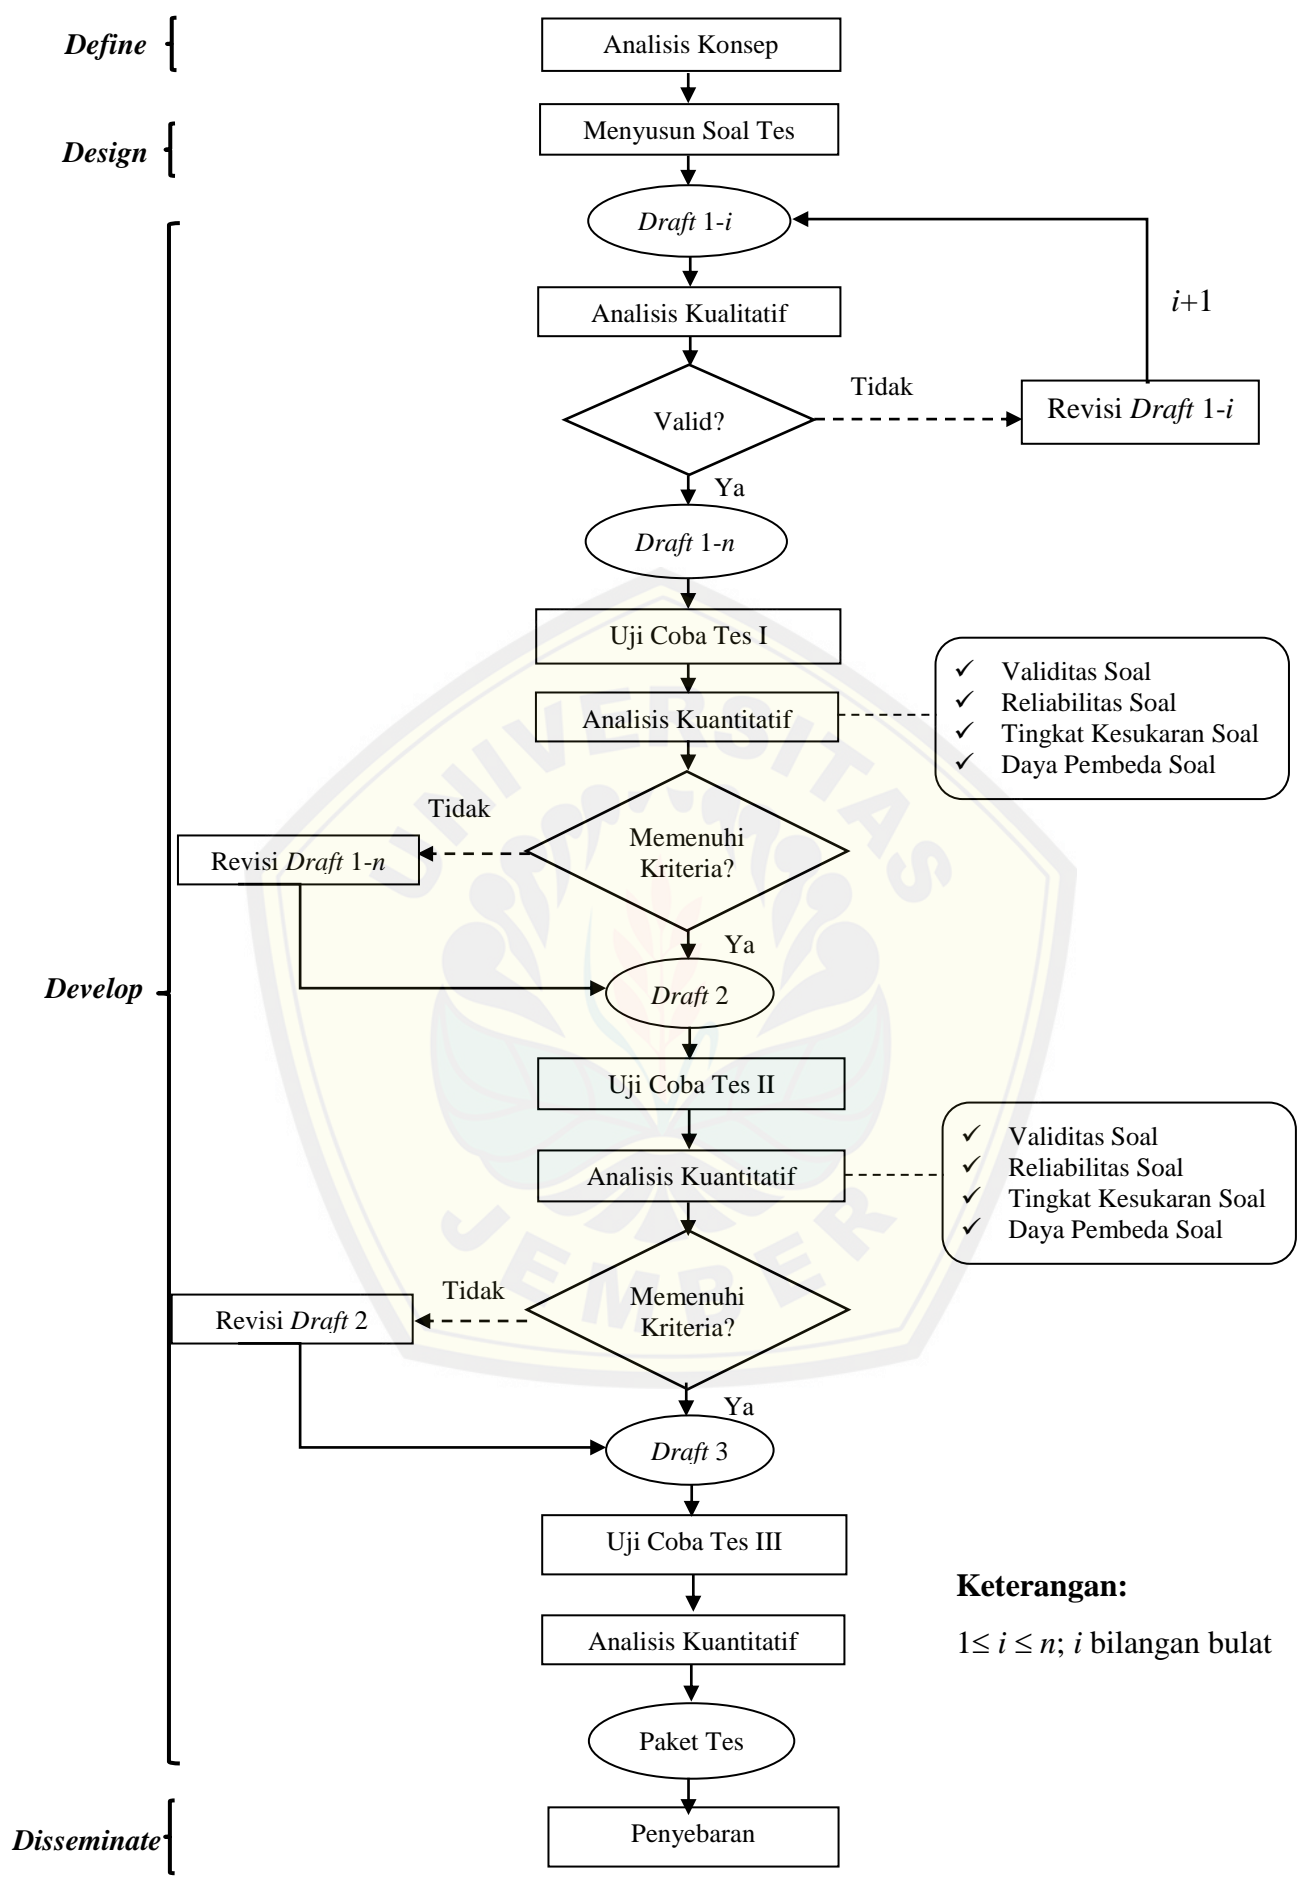 Define
Analisis Konsep
Design
Menyusun Soal Tes
Draft 1-i
Analisis Kualitatif
i+1
Valid?
Tidak
Revisi Draft 1-i
Ya
Draft 1-n
Uji Coba Tes I
Analisis Kuantitatif
✓ Validitas Soal
✓ Reliabilitas Soal
✓ Tingkat Kesukaran Soal
✓ Daya Pembeda Soal
Memenuhi
Kriteria?
Tidak
Revisi Draft 1-n
Ya
Develop
Draft 2
Uji Coba Tes II
Analisis Kuantitatif
✓ Validitas Soal
✓ Reliabilitas Soal
✓ Tingkat Kesukaran Soal
✓ Daya Pembeda Soal
Memenuhi
Kriteria?
Tidak
Revisi Draft 2
Ya
Draft 3
Uji Coba Tes III
Analisis Kuantitatif
Keterangan:
1≤ i ≤ n; i bilangan bulat
Paket Tes
Disseminate
Penyebaran
UNIVERSITAS
JEMBER